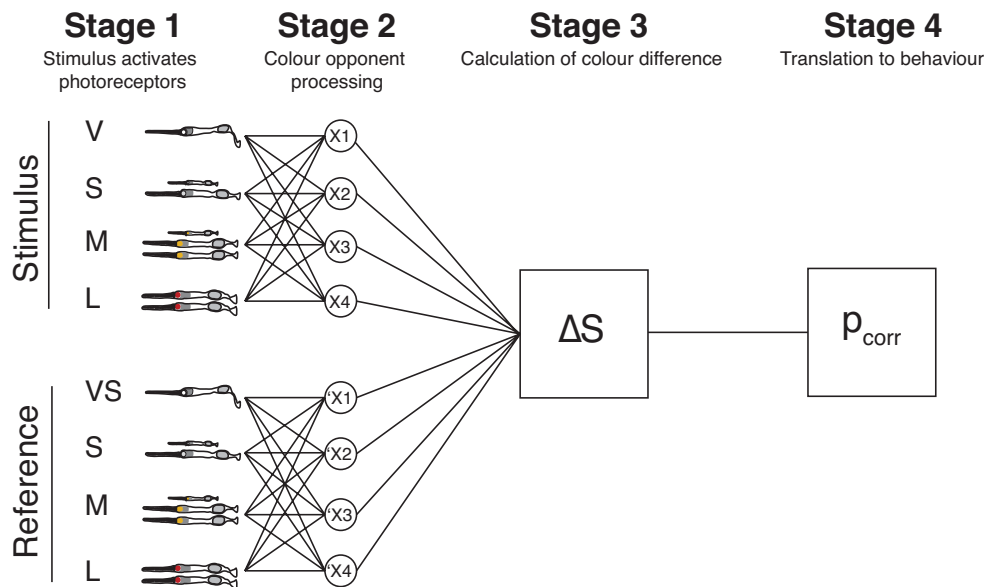 Stage 1
Stimulus activates
photoreceptors
Stage 2
Colour opponent
processing
Stage 3
Calculation of colour difference
Stage 4
Translation to behaviour
Stimulus
V
S
M
L
X1
X2
X3
X4
Reference
VS
S
M
L
‘X1
‘X2
‘X3
‘X4
ΔS
pcorr